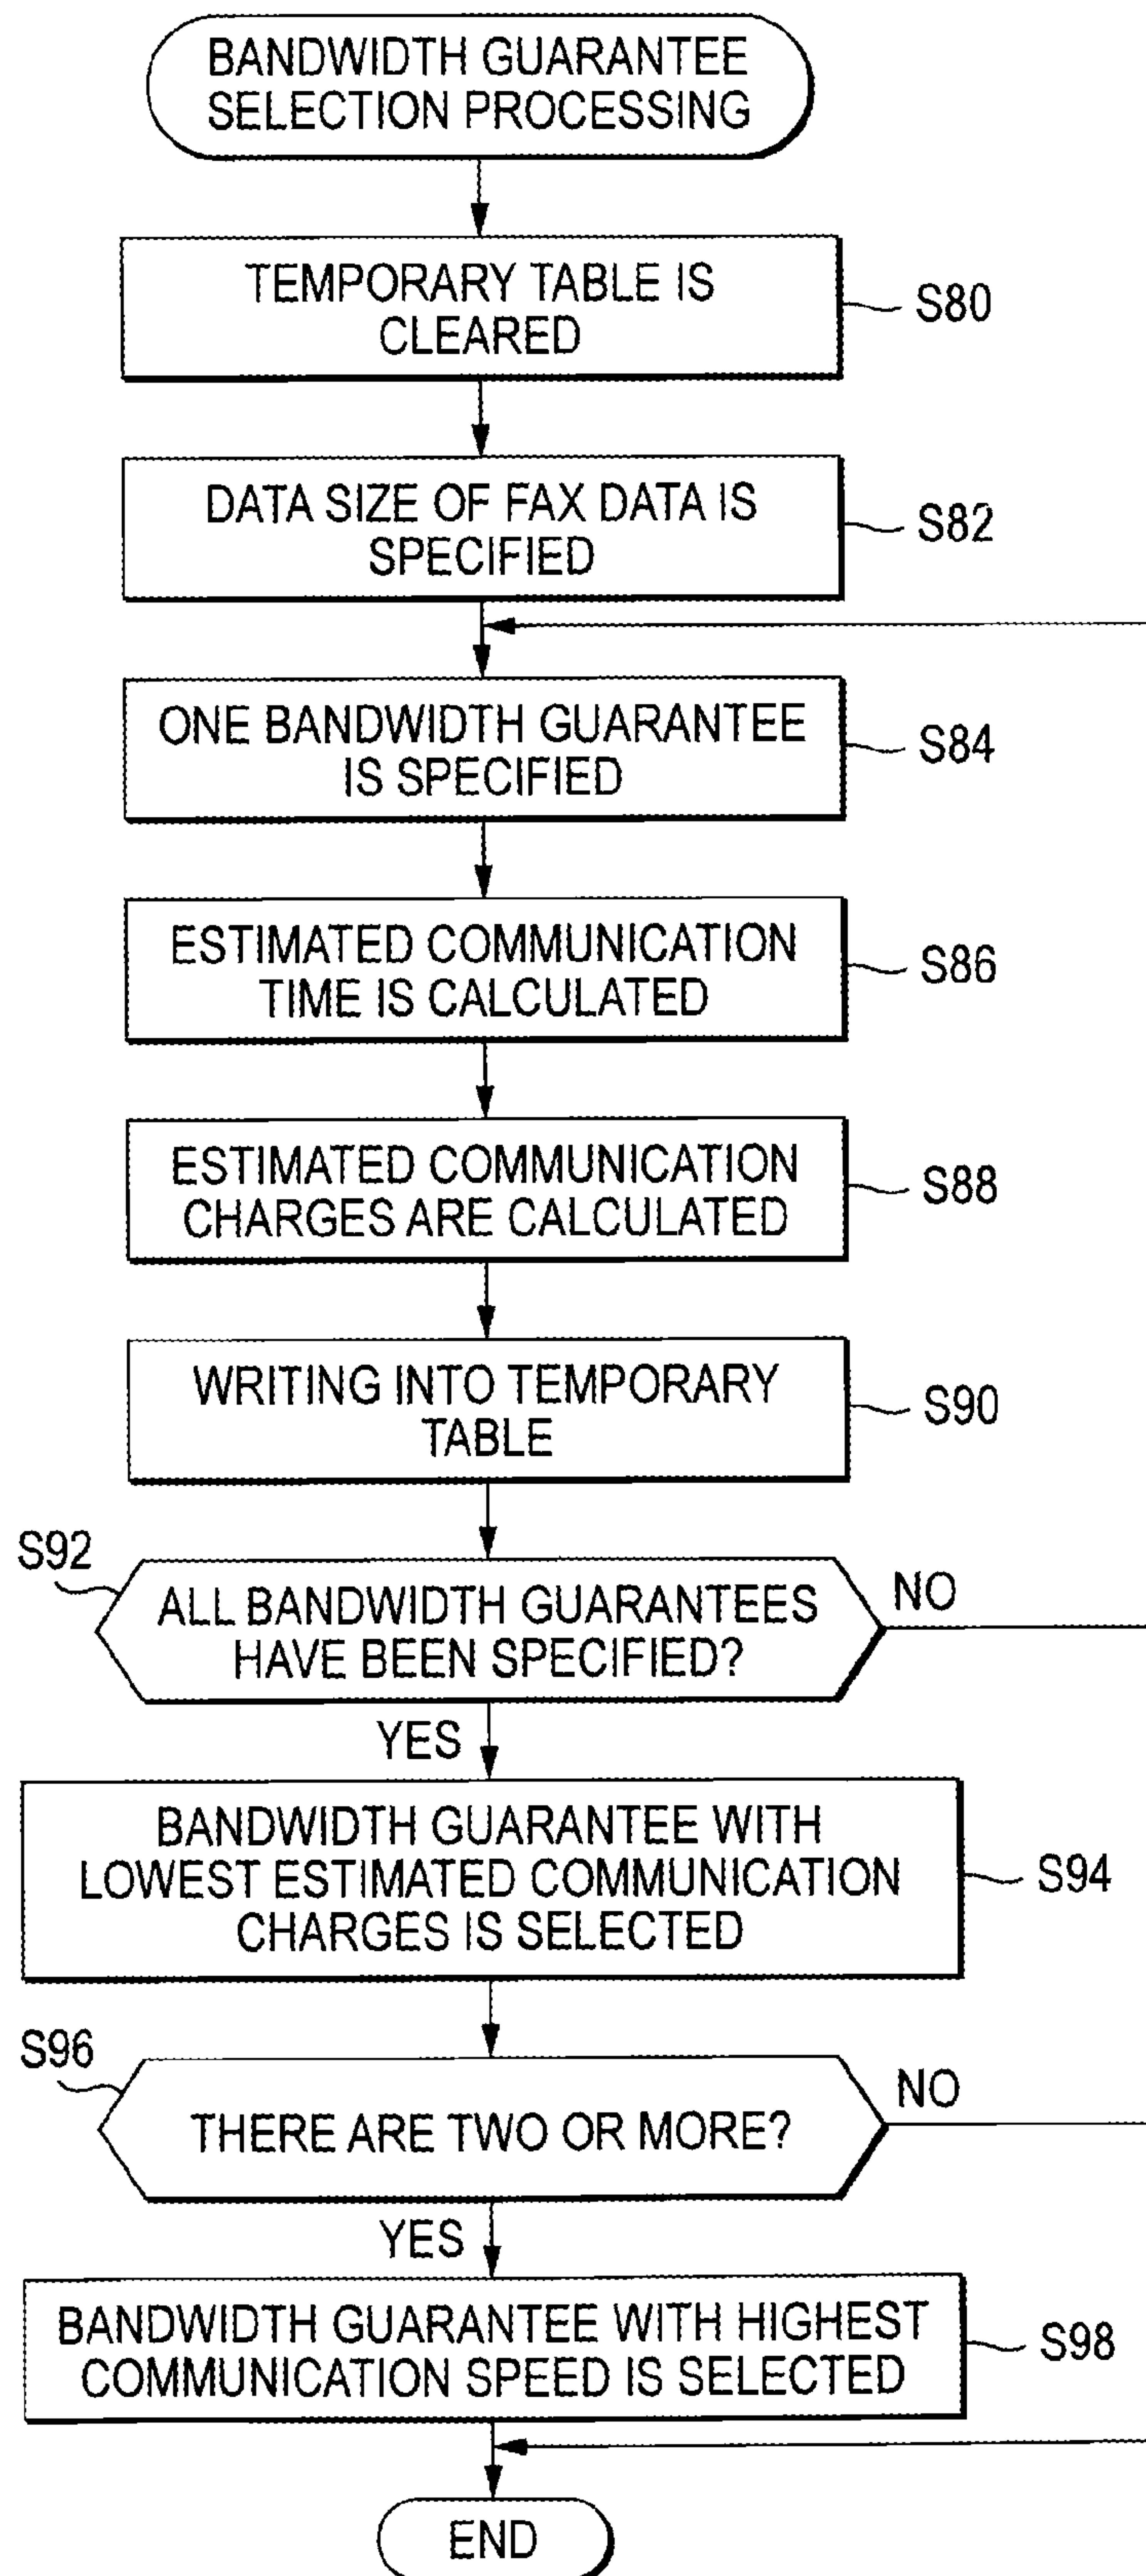 BANDWIDTH GUARANTEE
SELECTION PROCESSING
TEMPORARY TABLE IS
CLEARED
S80
DATA SIZE OF FAX DATA IS
SPECIFIED
S82
ONE BANDWIDTH GUARANTEE
IS SPECIFIED
S84
ESTIMATED COMMUNICATION
TIME IS CALCULATED
S86
ESTIMATED COMMUNICATION
CHARGES ARE CALCULATED
S88
WRITING INTO TEMPORARY
TABLE
S90
S92
ALL BANDWIDTH GUARANTEES
HAVE BEEN SPECIFIED?
NO
YES
BANDWIDTH GUARANTEE WITH
LOWEST ESTIMATED COMMUNICATION
CHARGES IS SELECTED
S94
S96
THERE ARE TWO OR MORE?
NO
YES
BANDWIDTH GUARANTEE WITH HIGHEST
COMMUNICATION SPEED IS SELECTED
S98
END